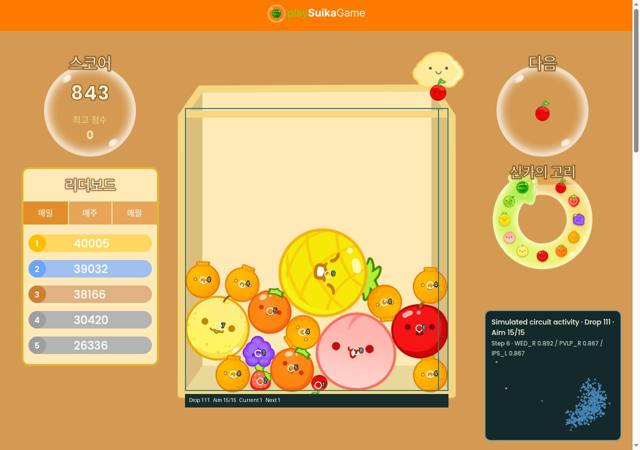 playSuikaGame
스코어
843
최고 점수
0
리더보드
매일 매주 매월
1 40005
2 39032
3 38166
4 30420
5 26336
다음
신카의 고리
Simulated circuit activity · Drop 111 ·
Aim 15/15
Step 6 · WED_R 0.892 / PVLP_R 0.867 /
IPS_L 0.867
Drop 111 Aim 15/15 Current 1 Next 1